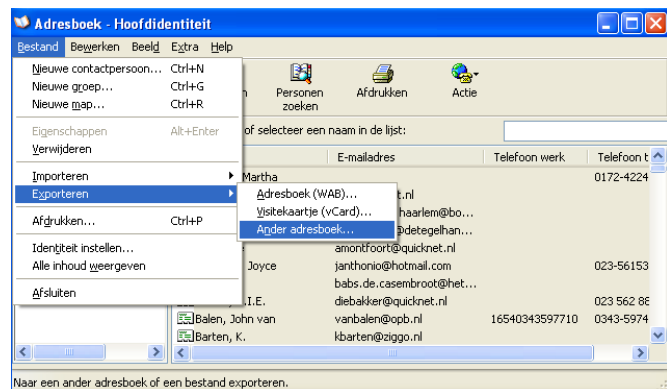 Adresboek - Hoofdidentiteit
Bestand Bewerken Beeld Extra Help
Nieuwe contactpersoon... Ctrl+N
Nieuwe groep... Ctrl+G
Nieuwe map... Ctrl+R
Eigenschappen Alt+Enter
Verwijderen
Importeren
Exporteren
Afdrukken... Ctrl+P
Identiteit instellen...
Alle inhoud weergeven
Afsluiten
Adresboek (WAB)...
Visitekaartje (vCard)...
Ander adresboek...
Personen zoeken
Afdrukken
Actie
of selecteer een naam in de lijst:
E-mailadres Telefoon werk Telefoon t
Martha 0172-4224
t.nl
haarlem@bo...
@detegelhan...
amontfoort@quicknet.nl
Joyce janthonio@hotmail.com 023-56153
babs.de.casembroot@het...
.I.E. diebakker@quicknet.nl 023 562 88
Balen, John van vanbalen@opb.nl 16540343597710 0343-5974
Barten, K. kbarten@ziggo.nl
Naar een ander adresboek of een bestand exporteren.